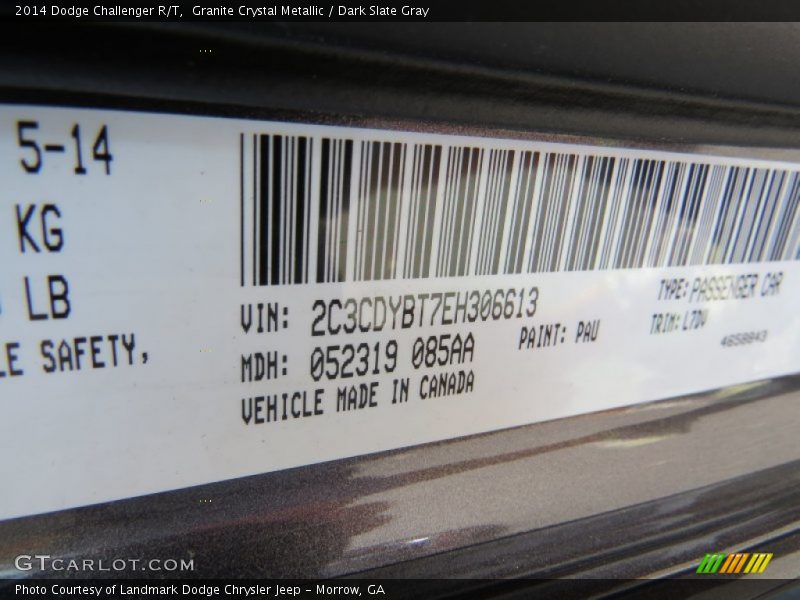 2014 Dodge Challenger R/T,  Granite Crystal Metallic / Dark Slate Gray
5-14
KG
LB
LE SAFETY,
VIN: 2C3CDYBT7EH306613
TYPE: PASSENGER CAR
MDH: 052319 085AA
PAINT: PAU
TRIM: L7DV
4658843
VEHICLE MADE IN CANADA
GTCARLOT.COM
Photo Courtesy of Landmark Dodge Chrysler Jeep - Morrow, GA